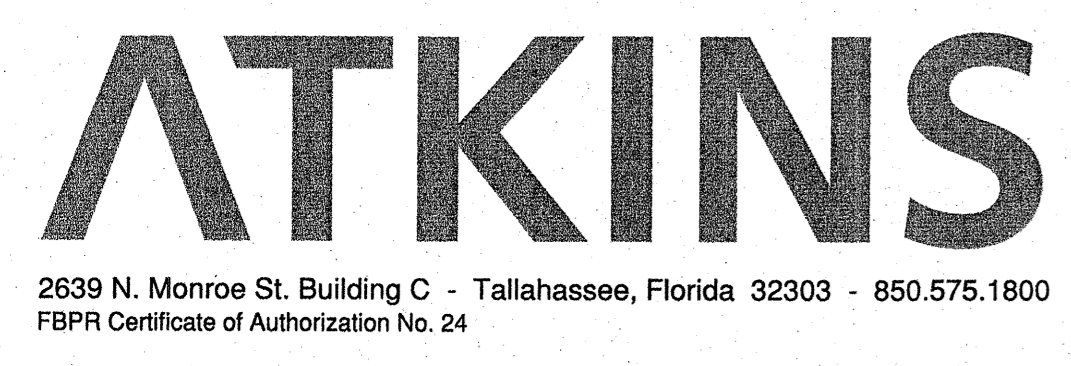 ATKINS
2639 N. Monroe St. Building C - Tallahassee, Florida 32303 - 850.575.1800
FBPR Certificate of Authorization No. 24